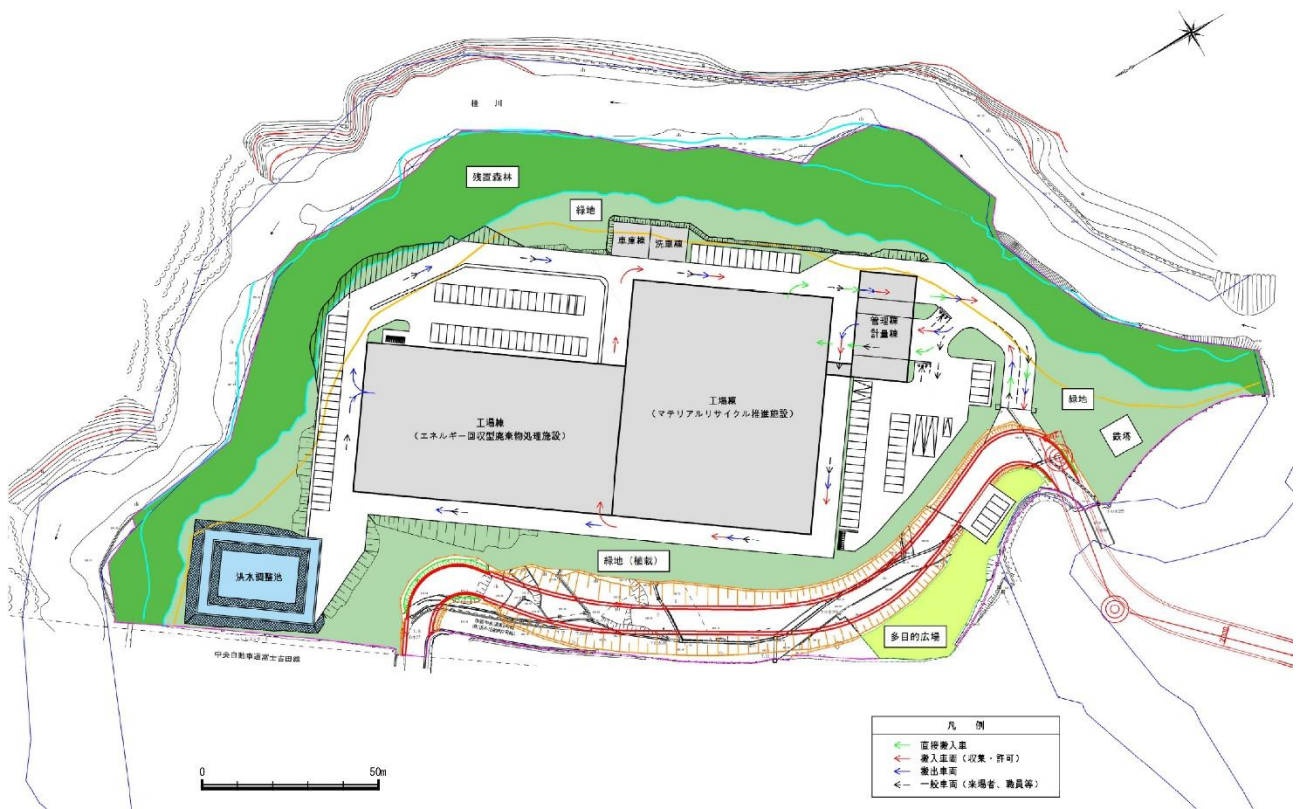 桂川
残置森林
緑地
車庫棟
洗車棟
管理棟
計量棟
工場棟
(マテリアルリサイクル推進施設)
工場棟
(エネルギー回収型廃棄物処理施設)
緑地
鉄塔
洪水調整池
緑地(植栽)
多目的広場
中央自動車道富士吉田線
凡例
直接搬入車
搬入車両(収集・許可)
搬出車両
一般車両(来場者、職員等)
0
50m